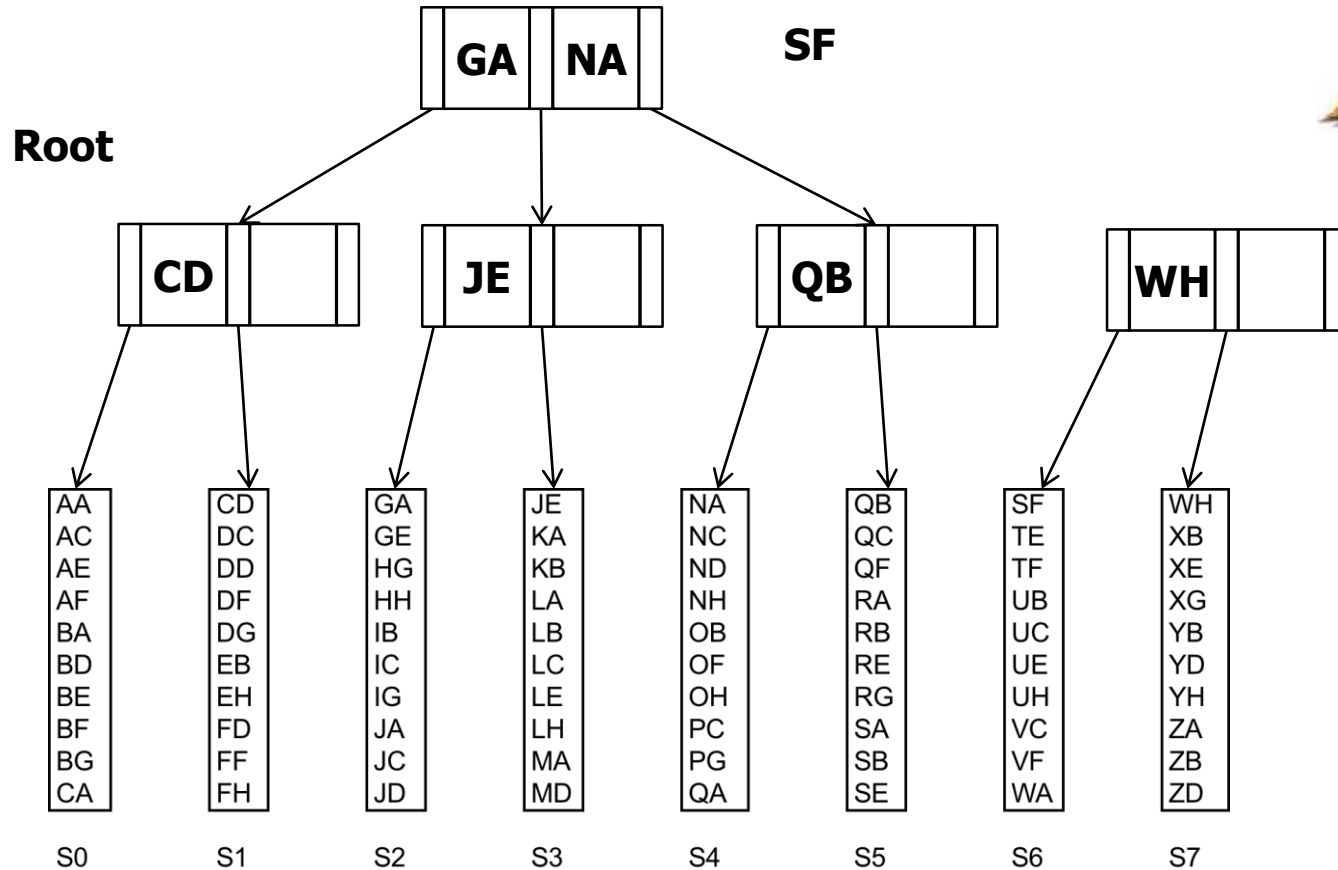 GA NA
SF
Root
CD
JE
QB
WH
AA
AC
AE
AF
BA
BD
BE
BF
BG
CA
CD
DC
DD
DF
DG
EB
EH
FD
FF
FH
GA
GE
HG
HH
IB
IC
IG
JA
JC
JD
JE
KA
KB
LA
LB
LC
LE
LH
MA
MD
NA
NC
ND
NH
OB
OF
OH
PC
PG
QA
QB
QC
QF
RA
RB
RE
RG
SA
SB
SE
SF
TE
TF
UB
UC
UE
UH
VC
VF
WA
WH
XB
XE
XG
YB
YD
YH
ZA
ZB
ZD
S0 S1 S2 S3 S4 S5 S6 S7